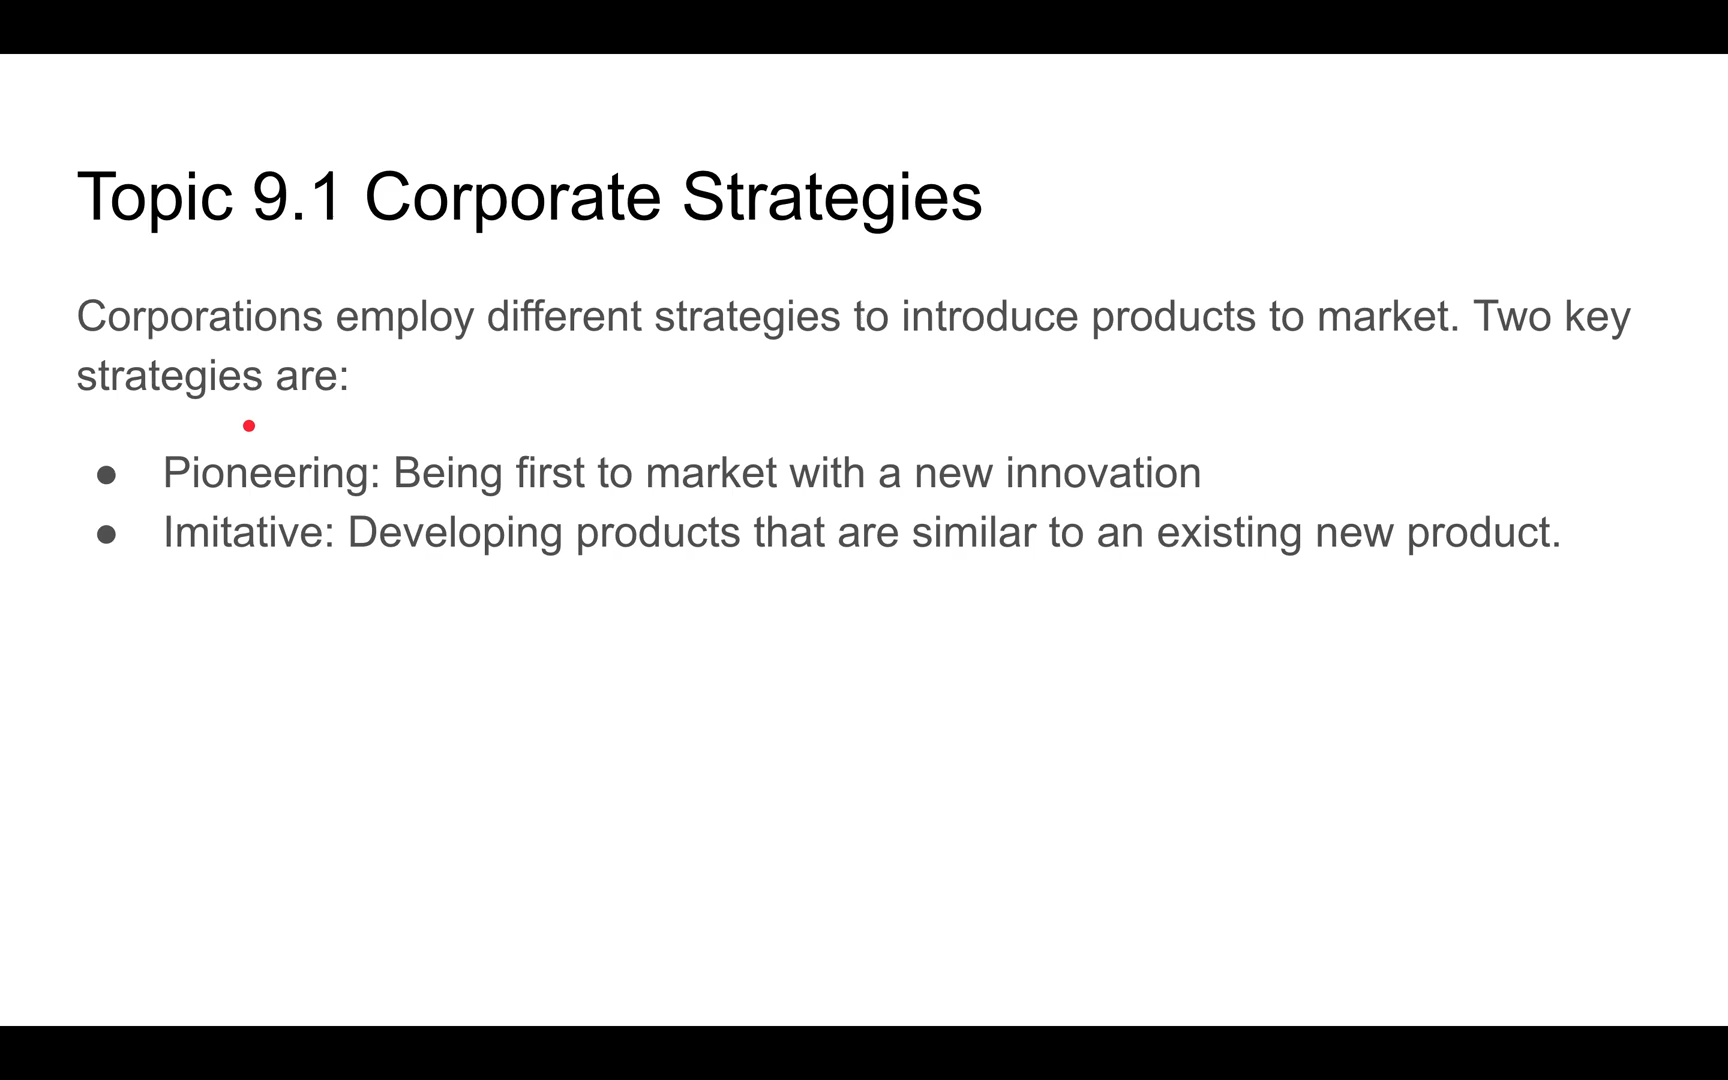 Topic 9.1 Corporate Strategies
Corporations employ different strategies to introduce products to market. Two key
strategies are:
● Pioneering: Being first to market with a new innovation
● Imitative: Developing products that are similar to an existing new product.